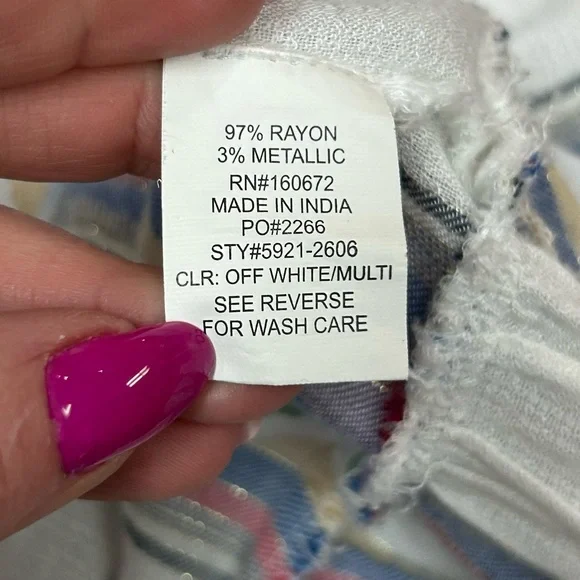 97% RAYON
3% METALLIC
RN#160672
MADE IN INDIA
PO#2266
STY#5921-2606
CLR: OFF WHITE/MULTI
SEE REVERSE
FOR WASH CARE